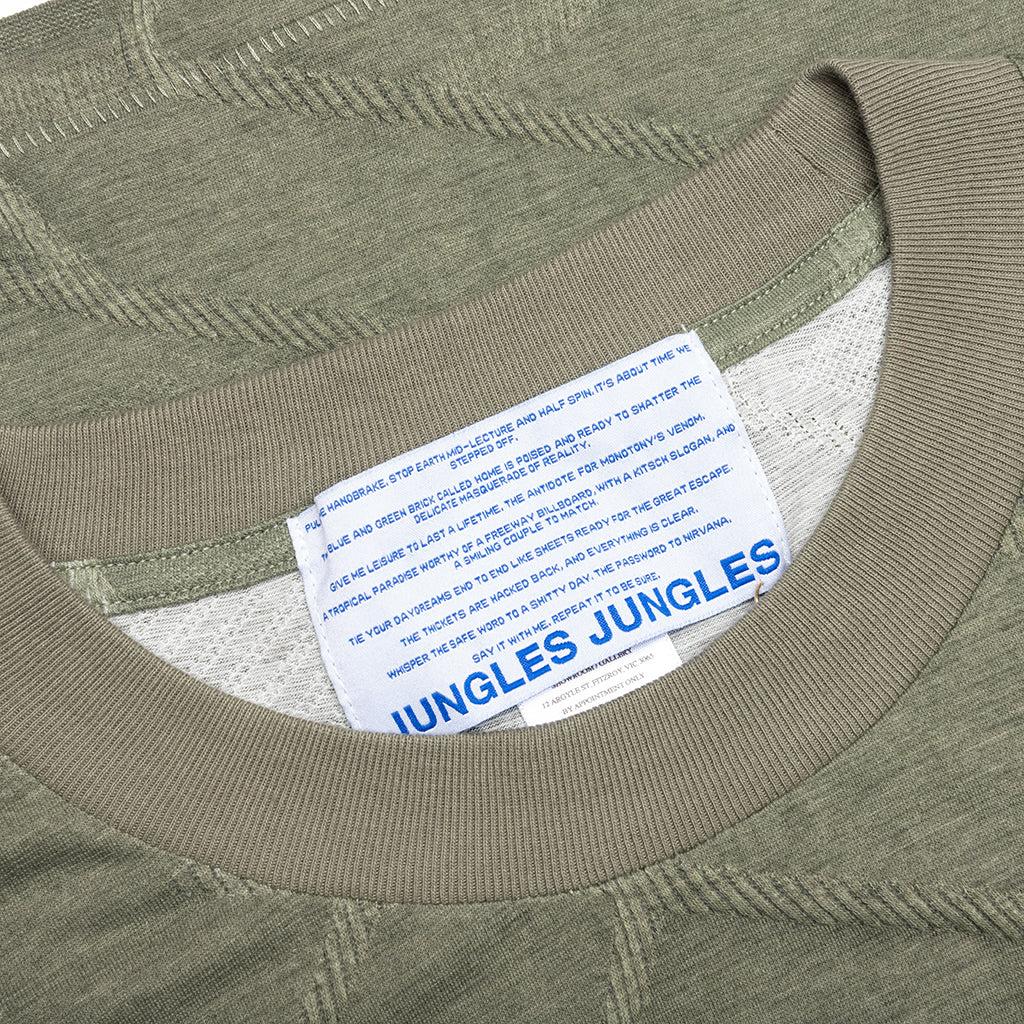 HANDBRAKE. STOP EARTH MID-LECTURE AND HALF SPIN. IT'S ABOUT TIME WE
STEPPED OFF.
BLUE AND GREEN BRICK CALLED HOME IS POISED AND READY TO SHATTER THE
DELICATE MASQUERADE OF REALITY.
GIVE ME LEISURE TO LAST A LIFETIME. THE ANTIDOTE FOR MONOTONY'S VENOM.
A TROPICAL PARADISE WORTHY OF A FREEWAY BILLBOARD, WITH A KITSCH SLOGAN, AND
A SMILING COUPLE TO MATCH.
TIE YOUR DAYDREAMS END TO END LIKE SHEETS READY FOR THE GREAT ESCAPE.
THE THICKETS ARE HACKED BACK, AND EVERYTHING IS CLEAR.
WHISPER THE SAFE WORD TO A SHITTY DAY. THE PASSWORD TO NIRVANA,
SAY IT WITH ME, REPEAT IT TO BE SURE.
JUNGLES JUNGLES
SHOWROOM / GALLERY
12 ARGYLE ST, FITZROY, VIC 3065
BY APPOINTMENT ONLY